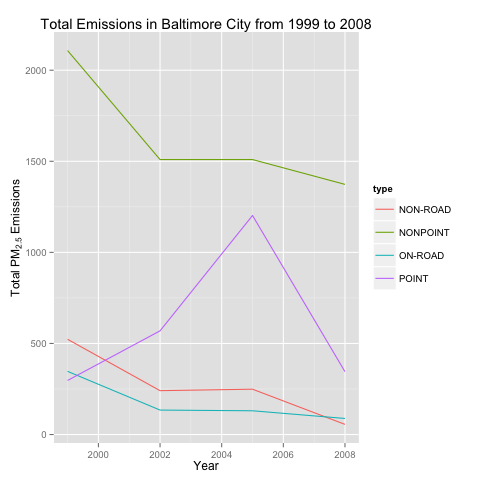 Total Emissions in Baltimore City from 1999 to 2008
Total PM2.5 Emissions
2000
1500
1000
500
0
2000 2002 2004 2006 2008
Year
type
NON-ROAD
NONPOINT
ON-ROAD
POINT